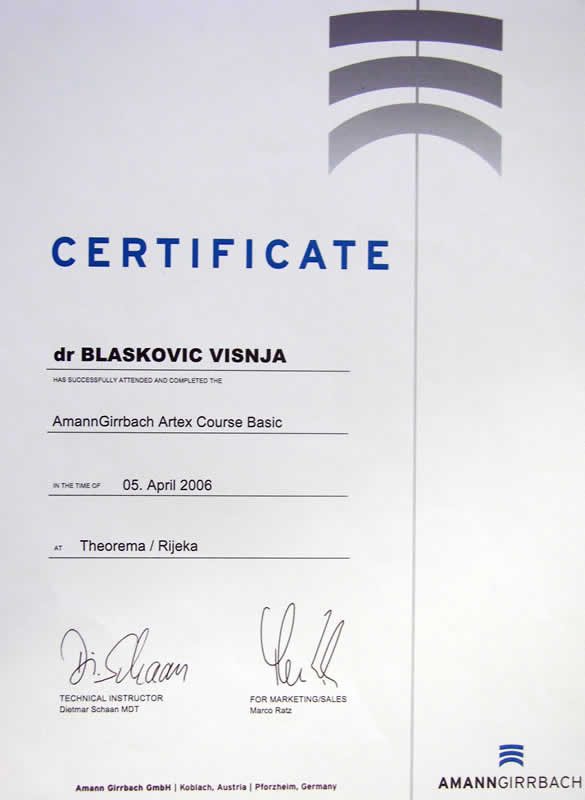 CERTIFICATE
dr BLASKOVIC VISNJA
HAS SUCCESSFULLY ATTENDED AND COMPLETED THE
AmannGirrbach Artex Course Basic
IN THE TIME OF 05. April 2006
AT Theorema / Rijeka
Di. Schaan
TECHNICAL INSTRUCTOR
Dietmar Schaan MDT
FOR MARKETING/SALES
Marco Ratz
Amann Girrbach GmbH | Koblach, Austria | Pforzheim, Germany
AMANNGIRRBACH